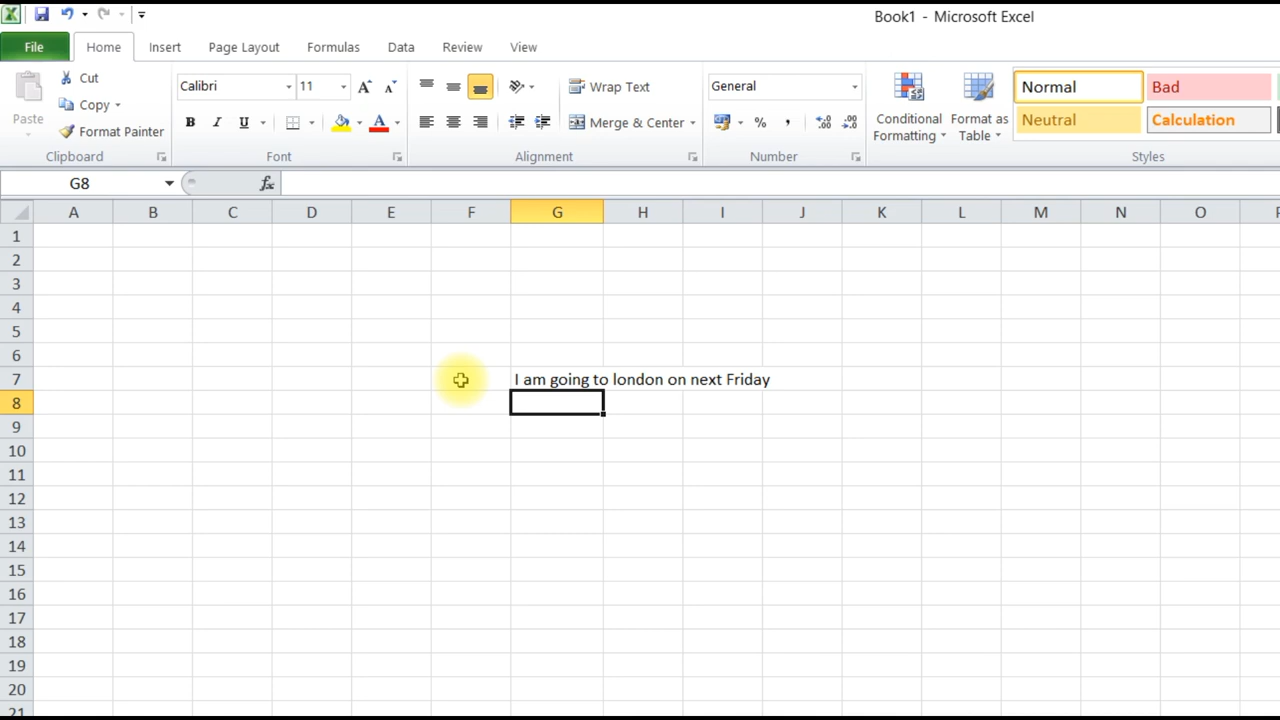 Book1 - Microsoft Excel
File Home Insert Page Layout Formulas Data Review View
Paste
Cut
Copy
Format Painter
Clipboard
Calibri 11 A A
B I U A
Font
Wrap Text
Merge & Center
Alignment
General
% ,
Number
Conditional Formatting
Format as Table
Normal Bad
Neutral Calculation
Styles
G8 fx
A B C D E F G H I J K L M N O P
1
2
3
4
5
6
7 I am going to london on next Friday
8
9
10
11
12
13
14
15
16
17
18
19
20
21